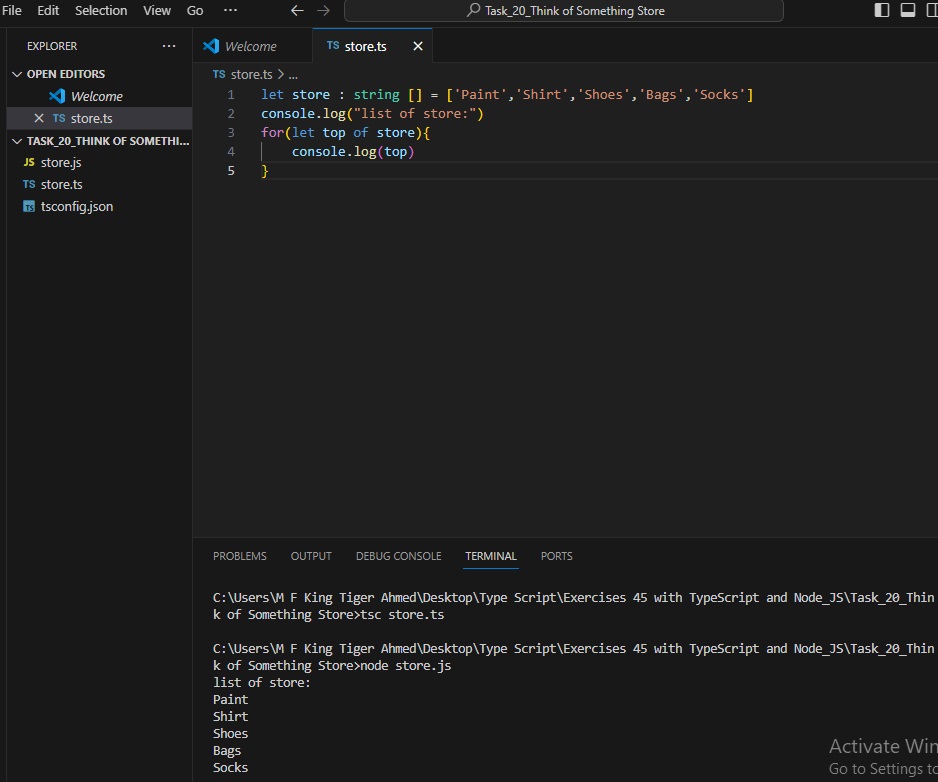 File Edit Selection View Go ··· ← → Task_20_Think of Something Store
EXPLORER ···
OPEN EDITORS
Welcome
TS store.ts
TASK_20_THINK OF SOMETHI...
JS store.js
TS store.ts
TS tsconfig.json
Welcome TS store.ts
TS store.ts > ...
1 let store : string [] = ['Paint','Shirt','Shoes','Bags','Socks']
2 console.log("list of store:")
3 for(let top of store){
4 console.log(top)
5 }
PROBLEMS OUTPUT DEBUG CONSOLE TERMINAL PORTS
C:\Users\M F King Tiger Ahmed\Desktop\Type Script\Exercises 45 with TypeScript and Node_JS\Task_20_Thin
k of Something Store>tsc store.ts
C:\Users\M F King Tiger Ahmed\Desktop\Type Script\Exercises 45 with TypeScript and Node_JS\Task_20_Thin
k of Something Store>node store.js
list of store:
Paint
Shirt
Shoes
Bags
Socks
Activate Win
Go to Settings to